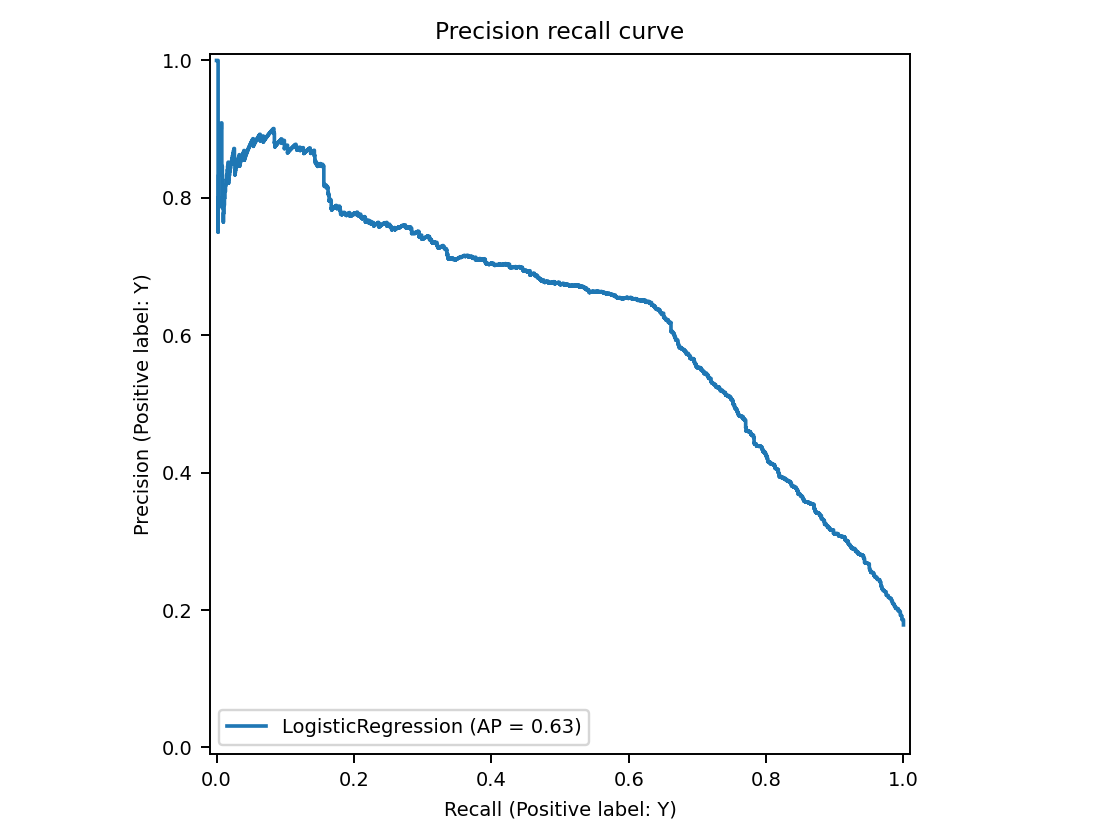 Precision recall curve
1.0
0.8
0.6
0.4
0.2
0.0
Precision (Positive label: Y)
LogisticRegression (AP = 0.63)
0.0 0.2 0.4 0.6 0.8 1.0
Recall (Positive label: Y)